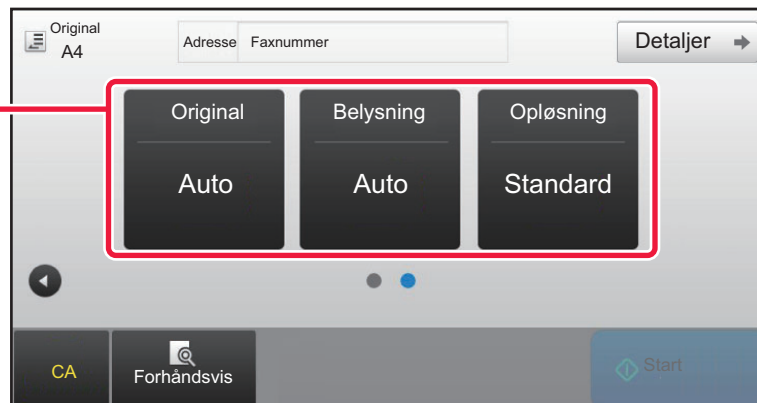 Original
A4
Adresse Faxnummer
Detaljer
Original Belysning Opløsning
Auto Auto Standard
CA
Forhåndsvis
Start